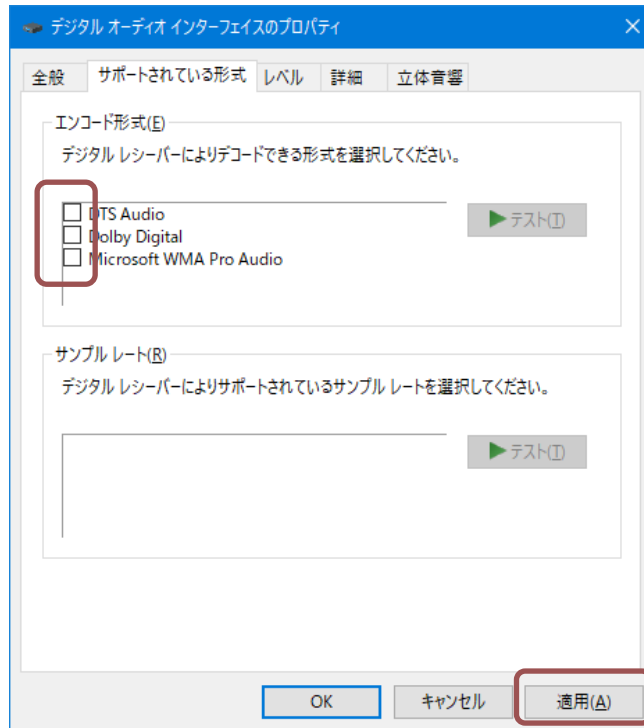 デジタル オーディオ インターフェイスのプロパティ
全般 サポートされている形式 レベル 詳細 立体音響
エンコード形式(E)
デジタル レシーバーによりデコードできる形式を選択してください。
DTS Audio
テスト(T)
Dolby Digital
Microsoft WMA Pro Audio
サンプル レート(R)
デジタル レシーバーによりサポートされているサンプル レートを選択してください。
テスト(T)
OK キャンセル 適用(A)